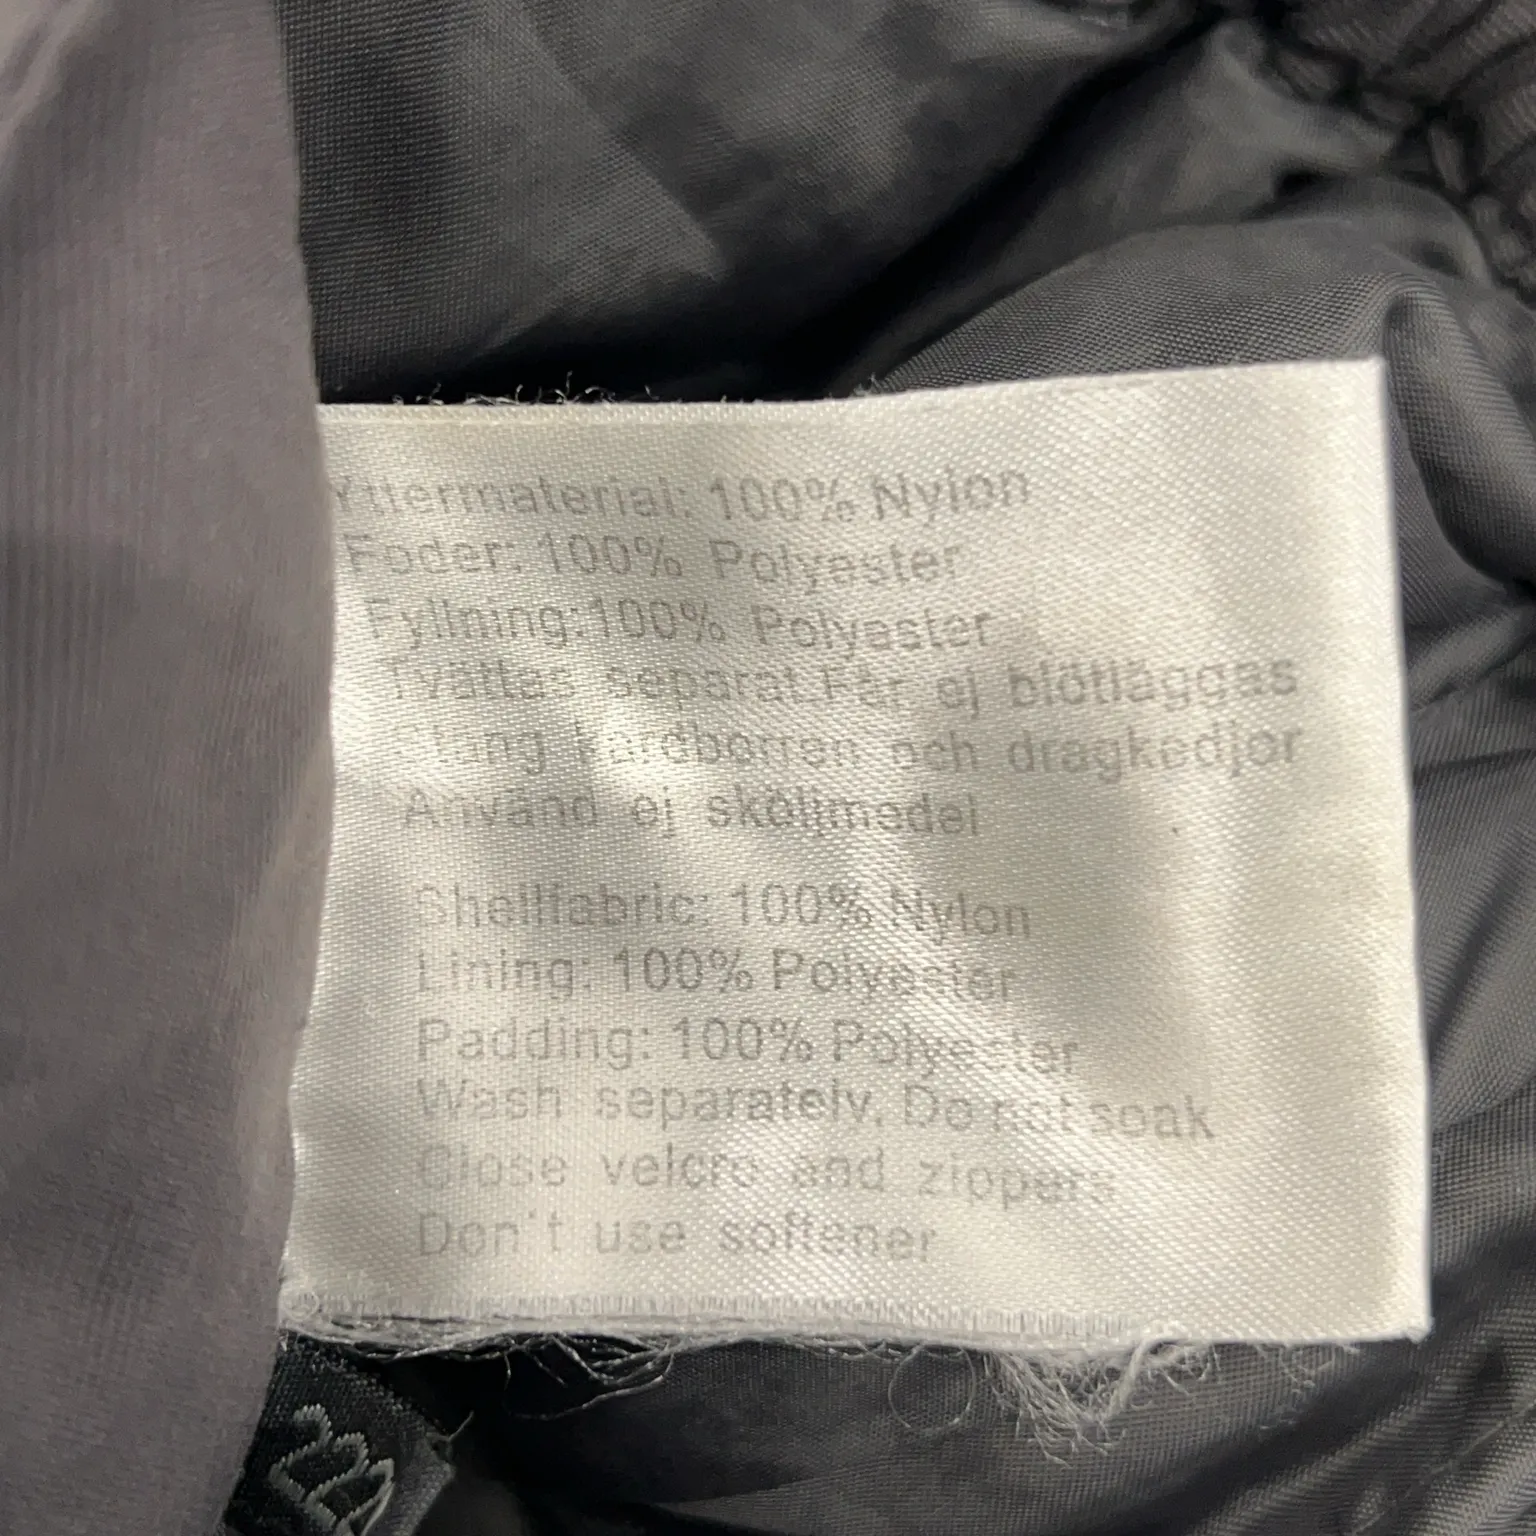 Yttermaterial: 100% Nylon
Foder: 100% Polyester
Fyllning:100% Polyester
Tvättas separat.Får ej blötläggas
Stäng kardborren och dragkedjor
Använd ej sköljmedel
Shellfabric: 100% Nylon
Lining: 100% Polyester
Padding: 100% Polyester
Wash separately. Do not soak
Close velcro and zippers
Don't use softener